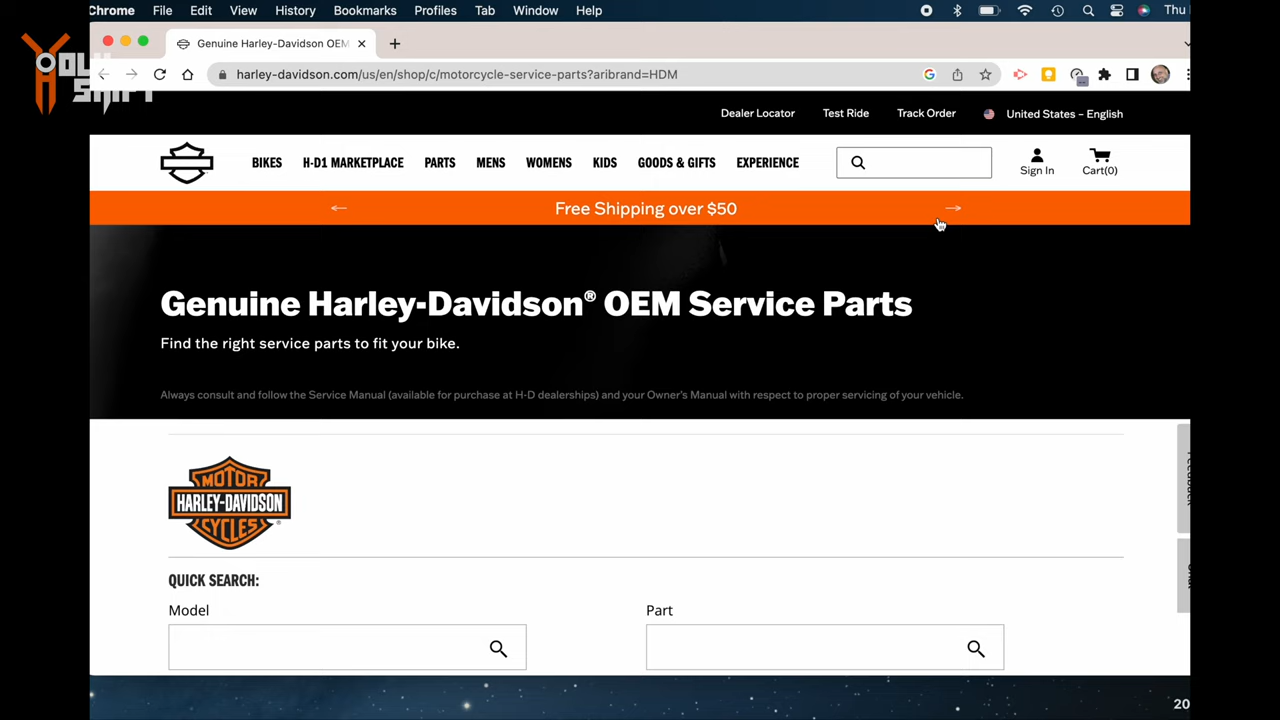 Chrome File Edit View History Bookmarks Profiles Tab Window Help Thu
Genuine Harley-Davidson OEM
harley-davidson.com/us/en/shop/c/motorcycle-service-parts?aribrand=HDM
Dealer Locator Test Ride Track Order United States – English
BIKES H-D1 MARKETPLACE PARTS MENS WOMENS KIDS GOODS & GIFTS EXPERIENCE
Sign In Cart(0)
← Free Shipping over $50 →
Genuine Harley-Davidson® OEM Service Parts
Find the right service parts to fit your bike.
Always consult and follow the Service Manual (available for purchase at H-D dealerships) and your Owner's Manual with respect to proper servicing of your vehicle.
Feedback
MOTOR
HARLEY-DAVIDSON
CYCLES®
QUICK SEARCH:
Model Part
20